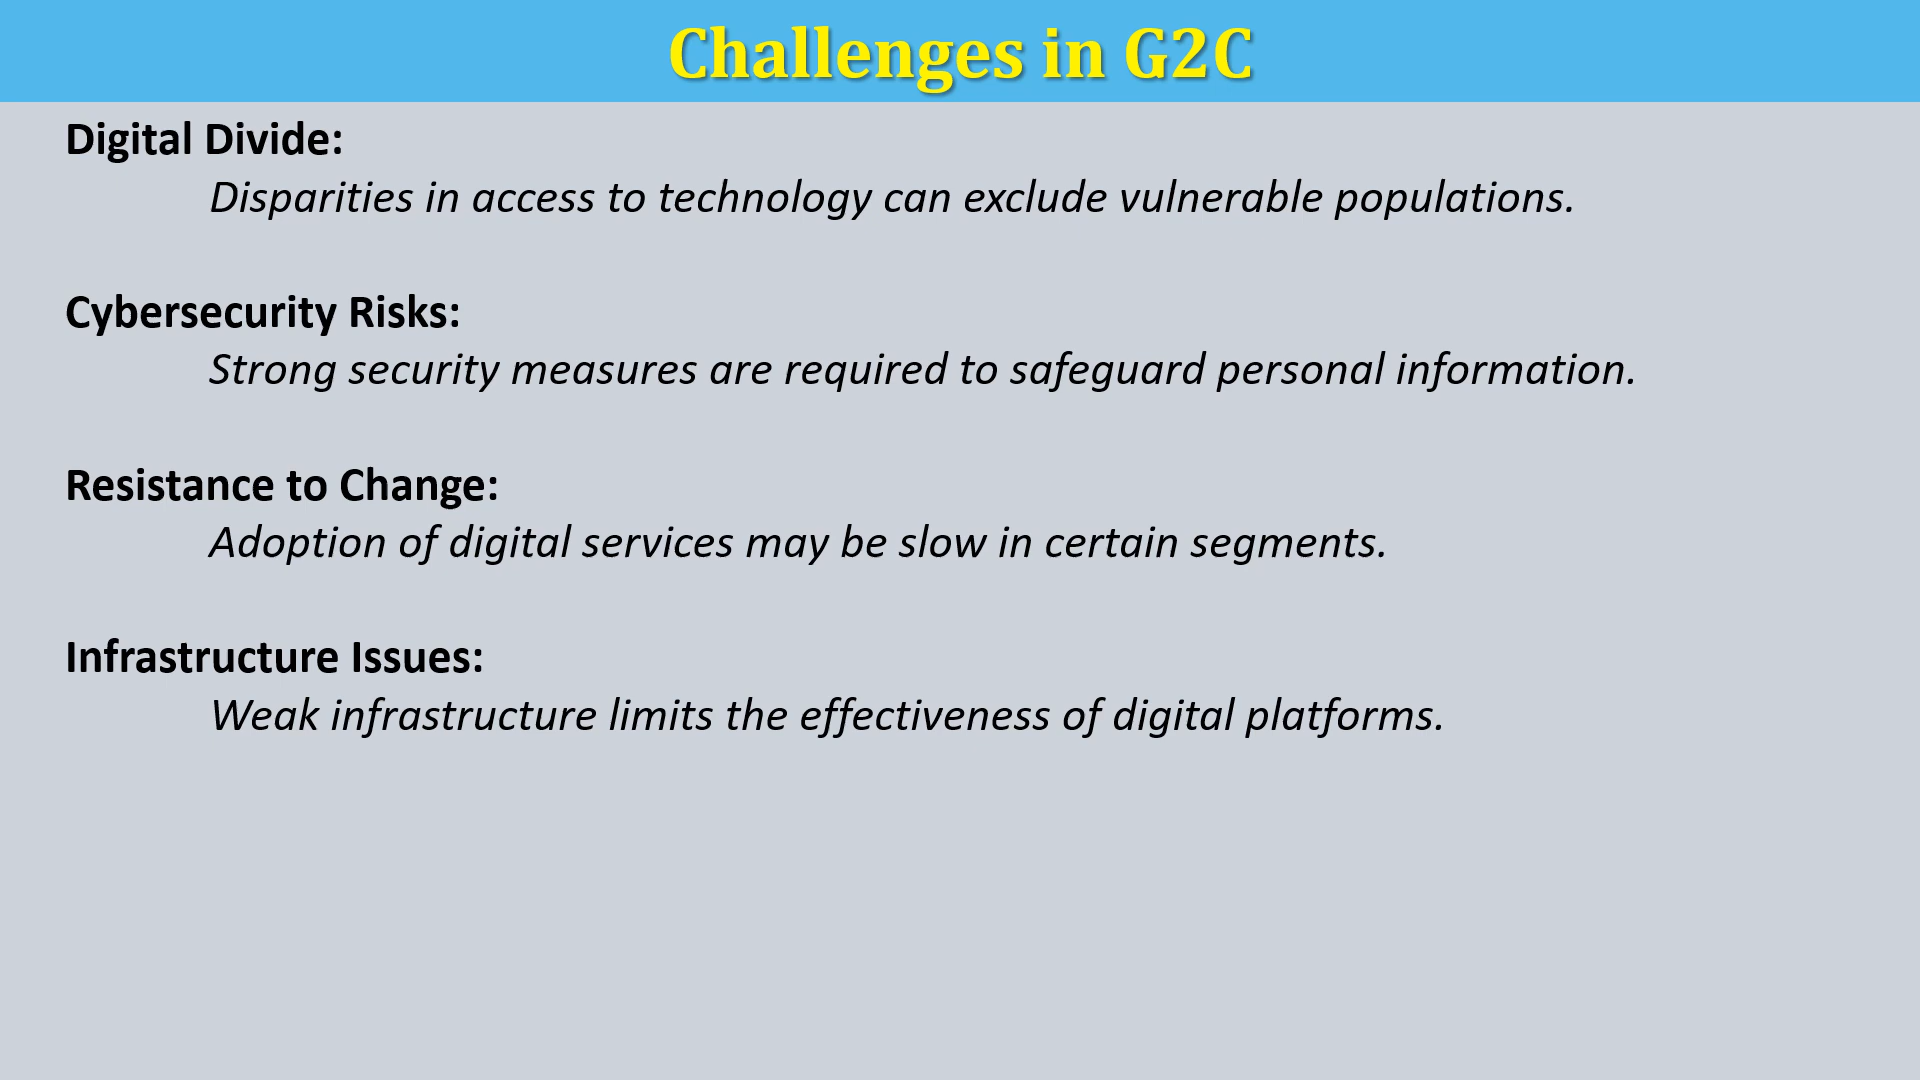 Challenges in G2C
Digital Divide:
Disparities in access to technology can exclude vulnerable populations.
Cybersecurity Risks:
Strong security measures are required to safeguard personal information.
Resistance to Change:
Adoption of digital services may be slow in certain segments.
Infrastructure Issues:
Weak infrastructure limits the effectiveness of digital platforms.